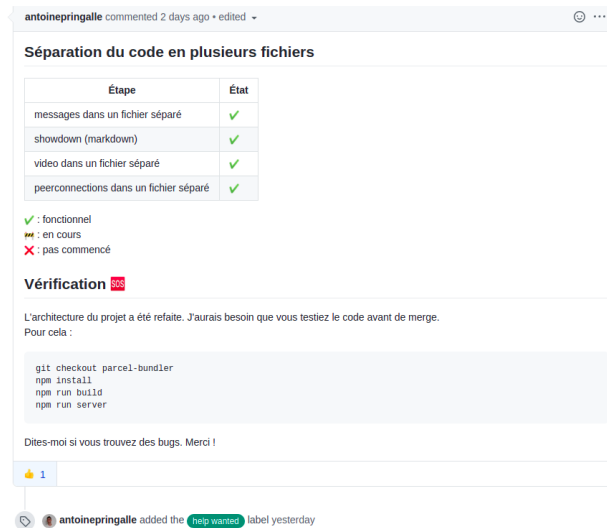 antoinepringalle commented 2 days ago • edited
Séparation du code en plusieurs fichiers
Étape État
messages dans un fichier séparé ✔
showdown (markdown) ✔
video dans un fichier séparé ✔
peerconnections dans un fichier séparé ✔
✔ : fonctionnel
🚧 : en cours
❌ : pas commencé
Vérification 🆘
L'architecture du projet a été refaite. J'aurais besoin que vous testiez le code avant de merge.
Pour cela :
git checkout parcel-bundler
npm install
npm run build
npm run server
Dites-moi si vous trouvez des bugs. Merci !
👍 1
antoinepringalle added the help wanted label yesterday